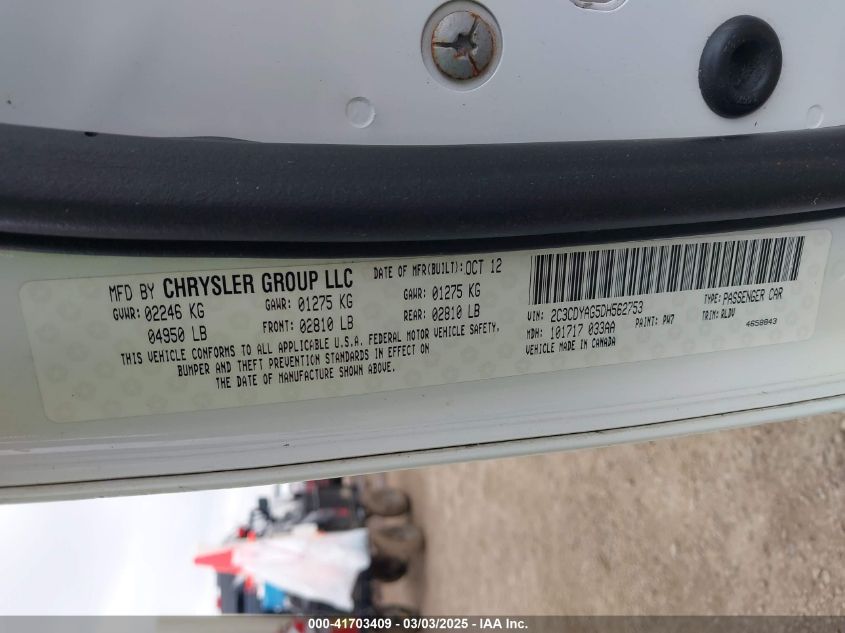 MFD BY CHRYSLER GROUP LLC DATE OF MFR(BUILT): OCT 12
GVWR: 02246 KG GAWR: 01275 KG GAWR: 01275 KG
04950 LB FRONT: 02810 LB REAR: 02810 LB
THIS VEHICLE CONFORMS TO ALL APPLICABLE U.S.A. FEDERAL MOTOR VEHICLE SAFETY,
BUMPER AND THEFT PREVENTION STANDARDS IN EFFECT ON
THE DATE OF MANUFACTURE SHOWN ABOVE.
VIN: 2C3CDYAG5DH562753 TYPE: PASSENGER CAR
MDH: 101717 033AA PAINT: PW7 TRIM: RLDV
VEHICLE MADE IN CANADA 4658843
000-41703409 - 03/03/2025 - IAA Inc.